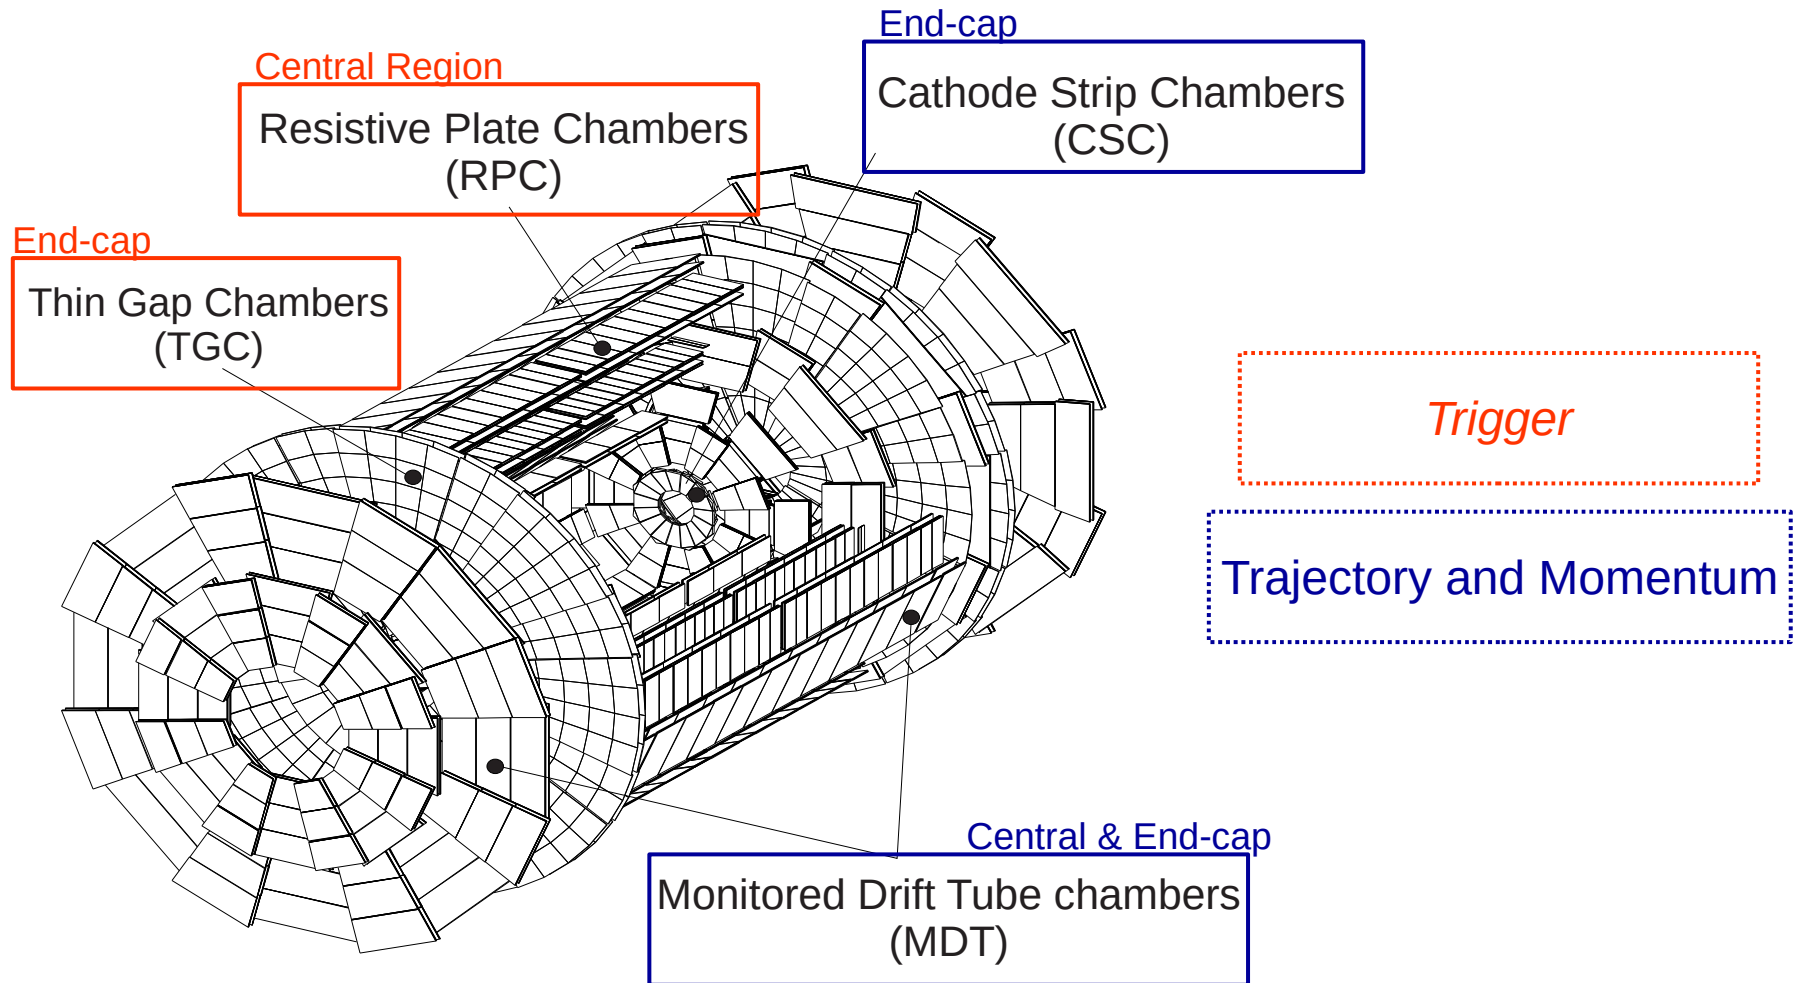 End-cap
Cathode Strip Chambers
(CSC)
Central Region
Resistive Plate Chambers
(RPC)
End-cap
Thin Gap Chambers
(TGC)
Trigger
Trajectory and Momentum
Central & End-cap
Monitored Drift Tube chambers
(MDT)